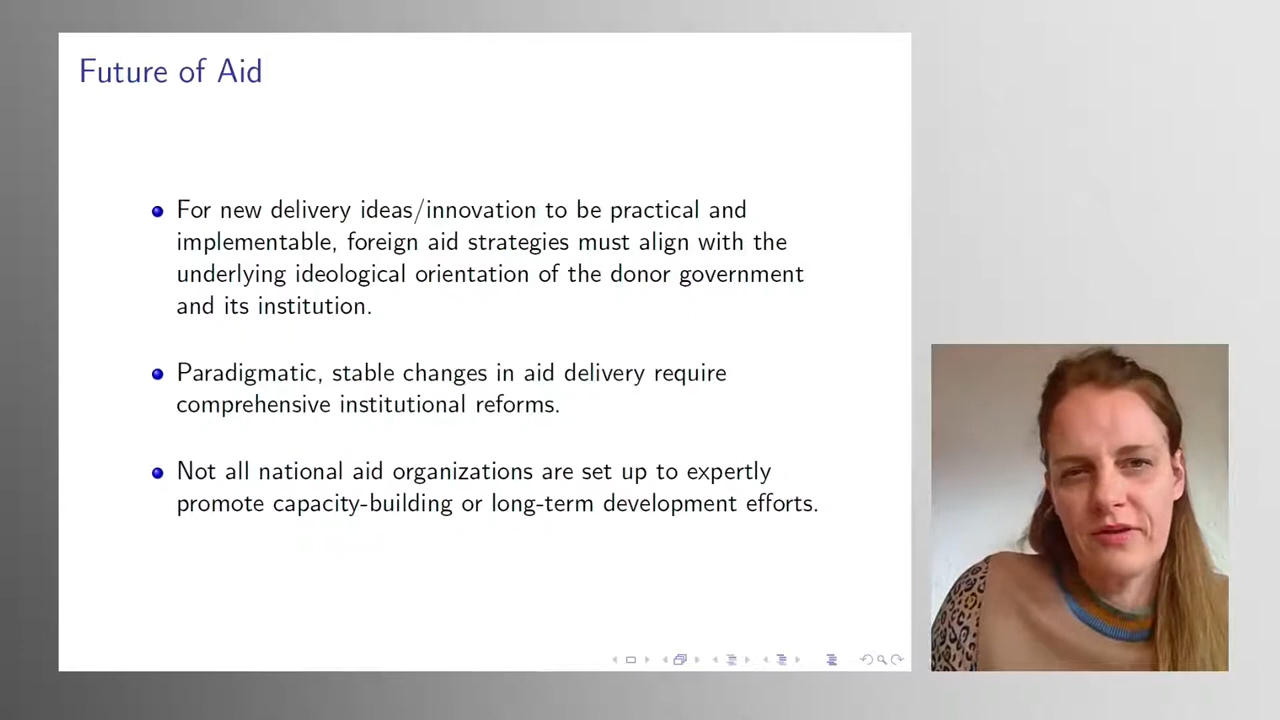 Future of Aid
For new delivery ideas/innovation to be practical and
implementable, foreign aid strategies must align with the
underlying ideological orientation of the donor government
and its institution.
Paradigmatic, stable changes in aid delivery require
comprehensive institutional reforms.
Not all national aid organizations are set up to expertly
promote capacity-building or long-term development efforts.